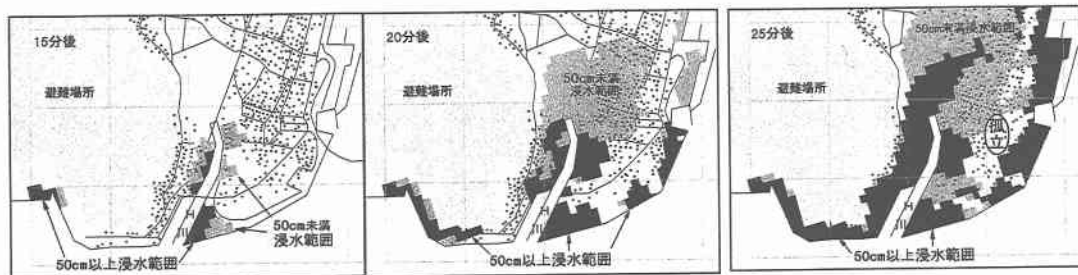 15分後
避難場所
H
川
50cm未満
浸水範囲
50cm以上浸水範囲
20分後
避難場所
50cm未満
浸水範囲
H
川
50cm以上浸水範囲
25分後
50cm未満浸水範囲
避難場所
孤立
H
川
50cm以上浸水範囲